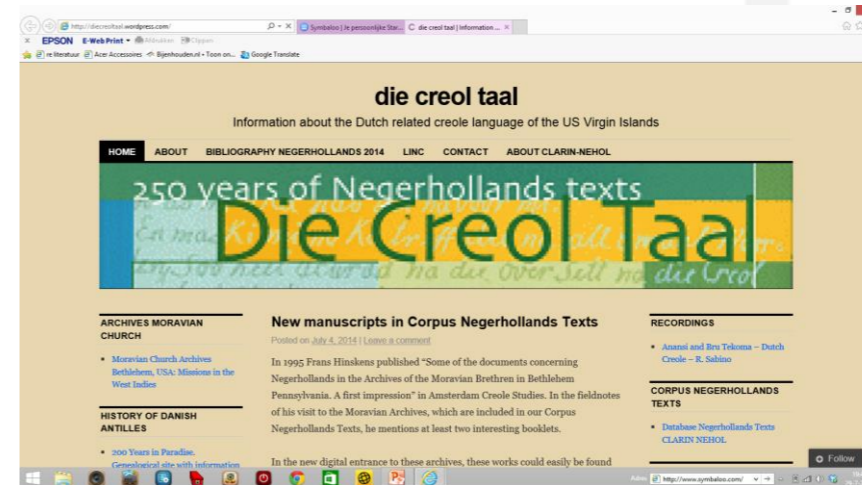 http://diecreoltaal.wordpress.com/
Symbaloo | Je persoonlijke Star...
die creol taal | Information ...
EPSON E-Web Print
re literatuur
Acer Accessoires
Bijenhouden.nl - Toon on...
Google Translate
die creol taal
Information about the Dutch related creole language of the US Virgin Islands
HOME ABOUT BIBLIOGRAPHY NEGERHOLLANDS 2014 LINC CONTACT ABOUT CLARIN-NEHOL
250 years of Negerhollands texts
Die Creol Taal
ARCHIVES MORAVIAN
CHURCH
Moravian Church Archives
Bethlehem, USA: Missions in the
West Indies
HISTORY OF DANISH
ANTILLES
200 Years in Paradise.
Genealogical site with information
New manuscripts in Corpus Negerhollands Texts
Posted on July 4, 2014 | Leave a comment
In 1995 Frans Hinskens published “Some of the documents concerning
Negerhollands in the Archives of the Moravian Brethren in Bethlehem
Pennsylvania. A first impression” in Amsterdam Creole Studies. In the fieldnotes
of his visit to the Moravian Archives, which are included in our Corpus
Negerhollands Texts, he mentions at least two interesting booklets.
In the new digital entrance to these archives, these works could easily be found
RECORDINGS
Anansi and Bru Tekoma – Dutch
Creole – R. Sabino
CORPUS NEGERHOLLANDS
TEXTS
Database Negerhollands Texts
CLARIN NEHOL
Follow
http://www.symbaloo.com/